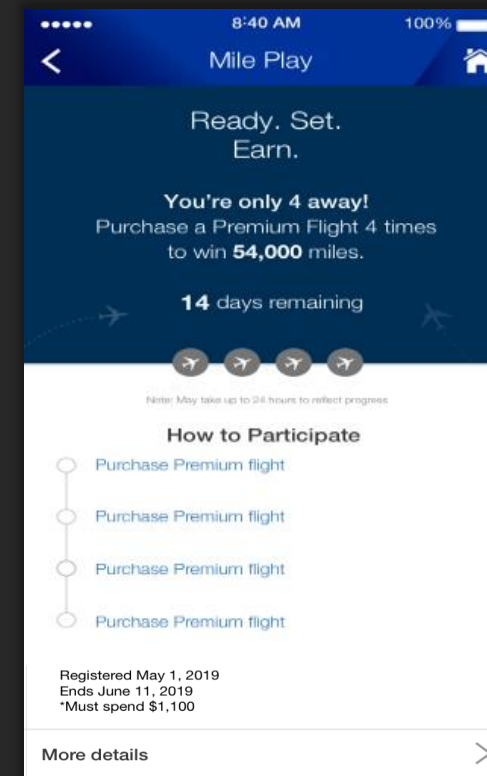 8:40 AM 100%
Mile Play
Ready. Set.
Earn.
You're only 4 away!
Purchase a Premium Flight 4 times
to win 54,000 miles.
14 days remaining
Note: May take up to 24 hours to reflect progress
How to Participate
Purchase Premium flight
Purchase Premium flight
Purchase Premium flight
Purchase Premium flight
Registered May 1, 2019
Ends June 11, 2019
*Must spend $1,100
More details